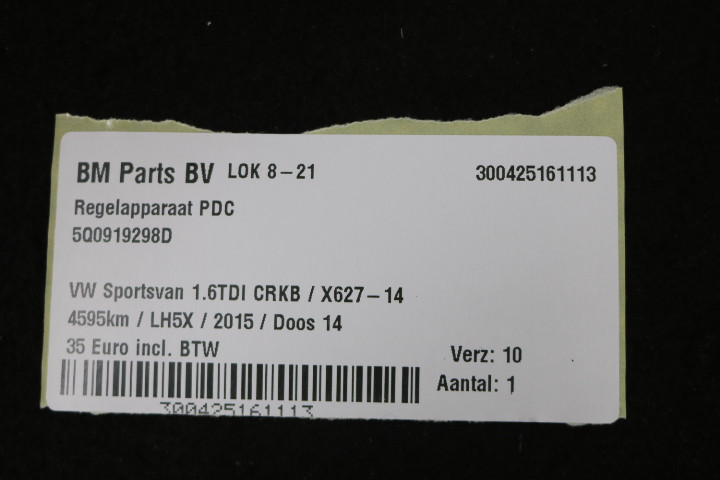 BM Parts BV LOK 8-21 300425161113
Regelapparaat PDC
5Q0919298D
VW Sportsvan 1.6TDI CRKB / X627-14
4595km / LH5X / 2015 / Doos 14
35 Euro incl. BTW
Verz: 10
Aantal: 1
300425161113